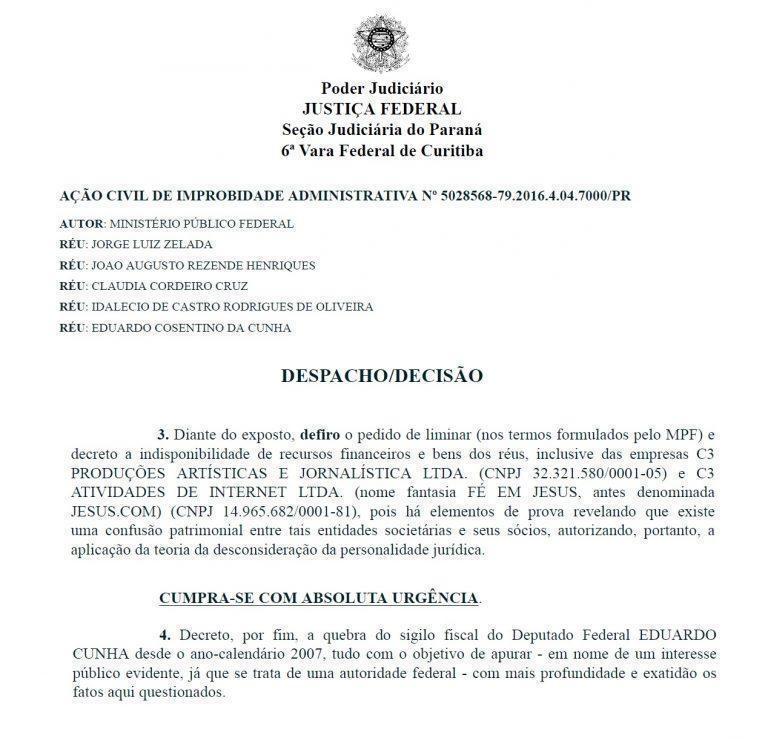 Poder Judiciário
JUSTIÇA FEDERAL
Seção Judiciária do Paraná
6ª Vara Federal de Curitiba
AÇÃO CIVIL DE IMPROBIDADE ADMINISTRATIVA Nº 5028568-79.2016.4.04.7000/PR
AUTOR: MINISTÉRIO PÚBLICO FEDERAL
RÉU: JORGE LUIZ ZELADA
RÉU: JOAO AUGUSTO REZENDE HENRIQUES
RÉU: CLAUDIA CORDEIRO CRUZ
RÉU: IDALECIO DE CASTRO RODRIGUES DE OLIVEIRA
RÉU: EDUARDO COSENTINO DA CUNHA
DESPACHO/DECISÃO
3. Diante do exposto, defiro o pedido de liminar (nos termos formulados pelo MPF) e
decreto a indisponibilidade de recursos financeiros e bens dos réus, inclusive das empresas C3
PRODUÇÕES ARTÍSTICAS E JORNALÍSTICA LTDA. (CNPJ 32.321.580/0001-05) e C3
ATIVIDADES DE INTERNET LTDA. (nome fantasia FÉ EM JESUS, antes denominada
JESUS.COM) (CNPJ 14.965.682/0001-81), pois há elementos de prova revelando que existe
uma confusão patrimonial entre tais entidades societárias e seus sócios, autorizando, portanto, a
aplicação da teoria da desconsideração da personalidade jurídica.
CUMPRA-SE COM ABSOLUTA URGÊNCIA.
4. Decreto, por fim, a quebra do sigilo fiscal do Deputado Federal EDUARDO
CUNHA desde o ano-calendário 2007, tudo com o objetivo de apurar - em nome de um interesse
público evidente, já que se trata de uma autoridade federal - com mais profundidade e exatidão os
fatos aqui questionados.